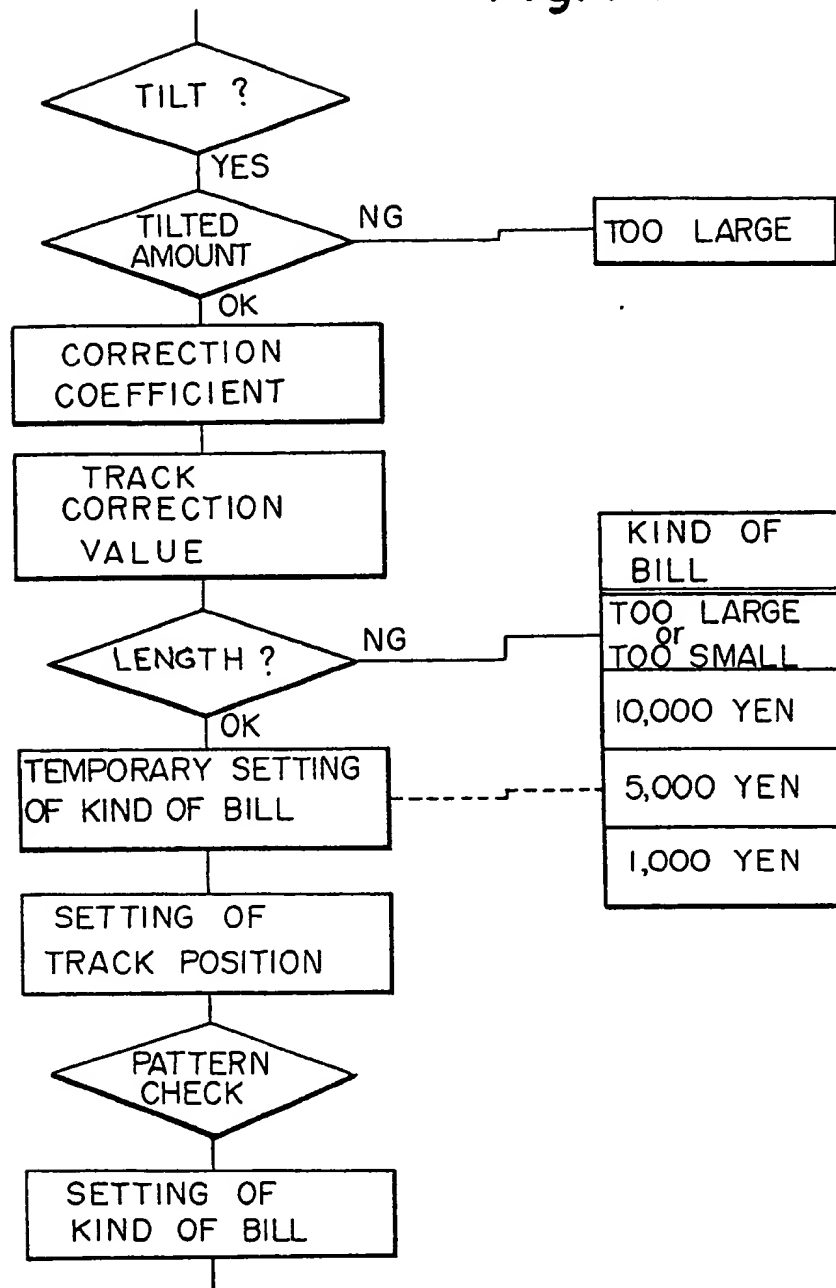 TILT ?
YES
TILTED
AMOUNT
NG
TOO LARGE
OK
CORRECTION
COEFFICIENT
TRACK
CORRECTION
VALUE
LENGTH ?
NG
KIND OF
BILL
TOO LARGE
or
TOO SMALL
10,000 YEN
5,000 YEN
1,000 YEN
OK
TEMPORARY SETTING
OF KIND OF BILL
SETTING OF
TRACK POSITION
PATTERN
CHECK
SETTING OF
KIND OF BILL